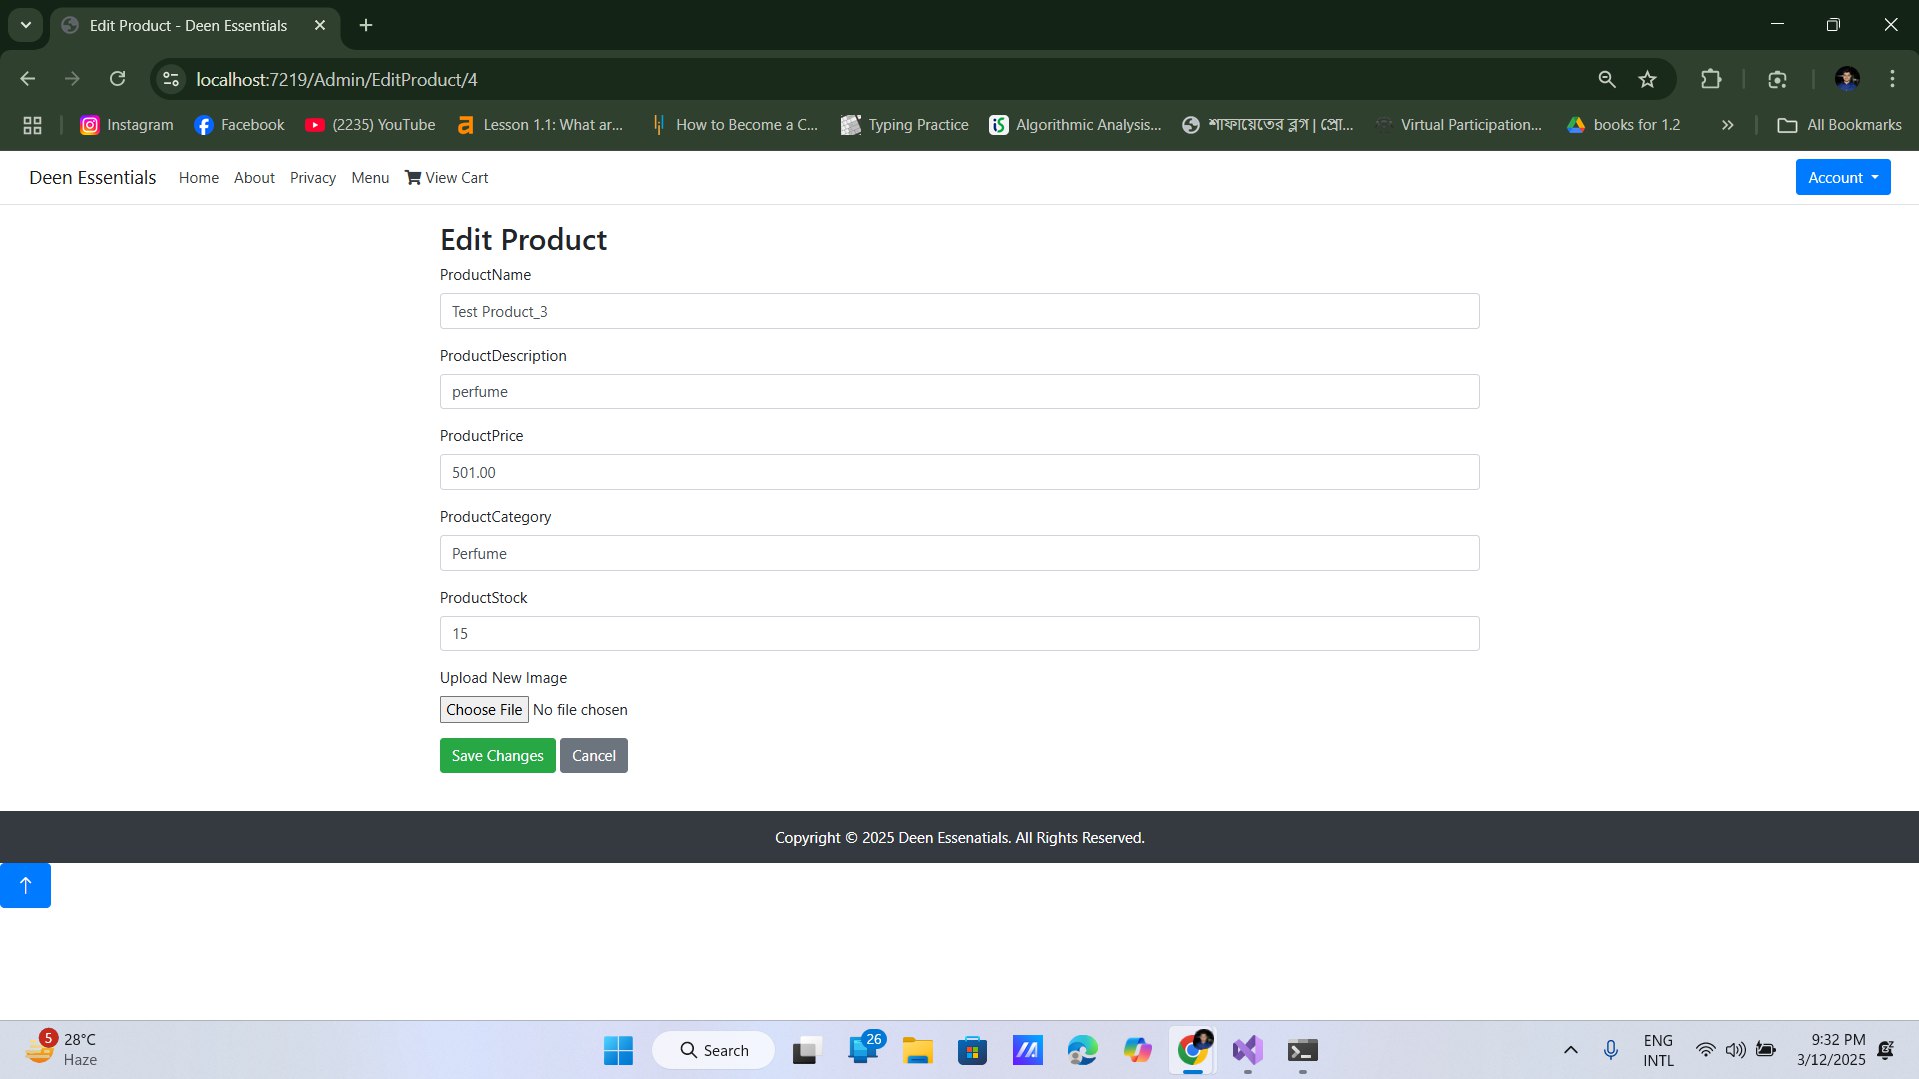 Edit Product - Deen Essentials
localhost:7219/Admin/EditProduct/4
Instagram Facebook (2235) YouTube Lesson 1.1: What ar... How to Become a C... Typing Practice Algorithmic Analysis... শাফায়েতের ব্লগ | প্রো... Virtual Participation... books for 1.2 » All Bookmarks
Deen Essentials Home About Privacy Menu View Cart Account
Edit Product
ProductName
Test Product_3
ProductDescription
perfume
ProductPrice
501.00
ProductCategory
Perfume
ProductStock
15
Upload New Image
Choose File No file chosen
Save Changes Cancel
Copyright © 2025 Deen Essenatials. All Rights Reserved.
5 28°C
Haze
Search
26
ENG
INTL
9:32 PM
3/12/2025